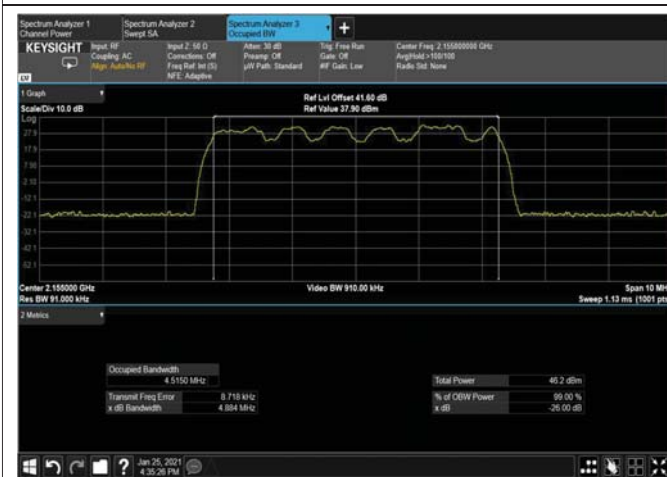 Spectrum Analyzer 1
Channel Power
Spectrum Analyzer 2
Swept SA
Spectrum Analyzer 3
Occupied BW
KEYSIGHT
Input: RF
Coupling: AC
Align: Auto/No RF
Input Z: 50 Ω
Corrections: Off
Freq Ref: Int (S)
NFE: Adaptive
Atten: 30 dB
Preamp: Off
µW Path: Standard
Trig: Free Run
Gate: Off
#IF Gain: Low
Center Freq: 2.155000000 GHz
Avg|Hold:>100/100
Radio Std: None
1 Graph
Scale/Div 10.0 dB
Ref Lvl Offset 41.60 dB
Ref Value 37.90 dBm
Log
27.9
17.9
7.90
-2.10
-12.1
-22.1
-32.1
-42.1
-52.1
Center 2.155000 GHz
Video BW 910.00 kHz
Span 10 MH
Res BW 91.000 kHz
Sweep 1.13 ms (1001 pts
2 Metrics
Occupied Bandwidth
4.5150 MHz
Total Power 46.2 dBm
Transmit Freq Error 8.718 kHz
% of OBW Power 99.00 %
x dB Bandwidth 4.884 MHz
x dB -26.00 dB
Jan 25, 2021
4:35:26 PM